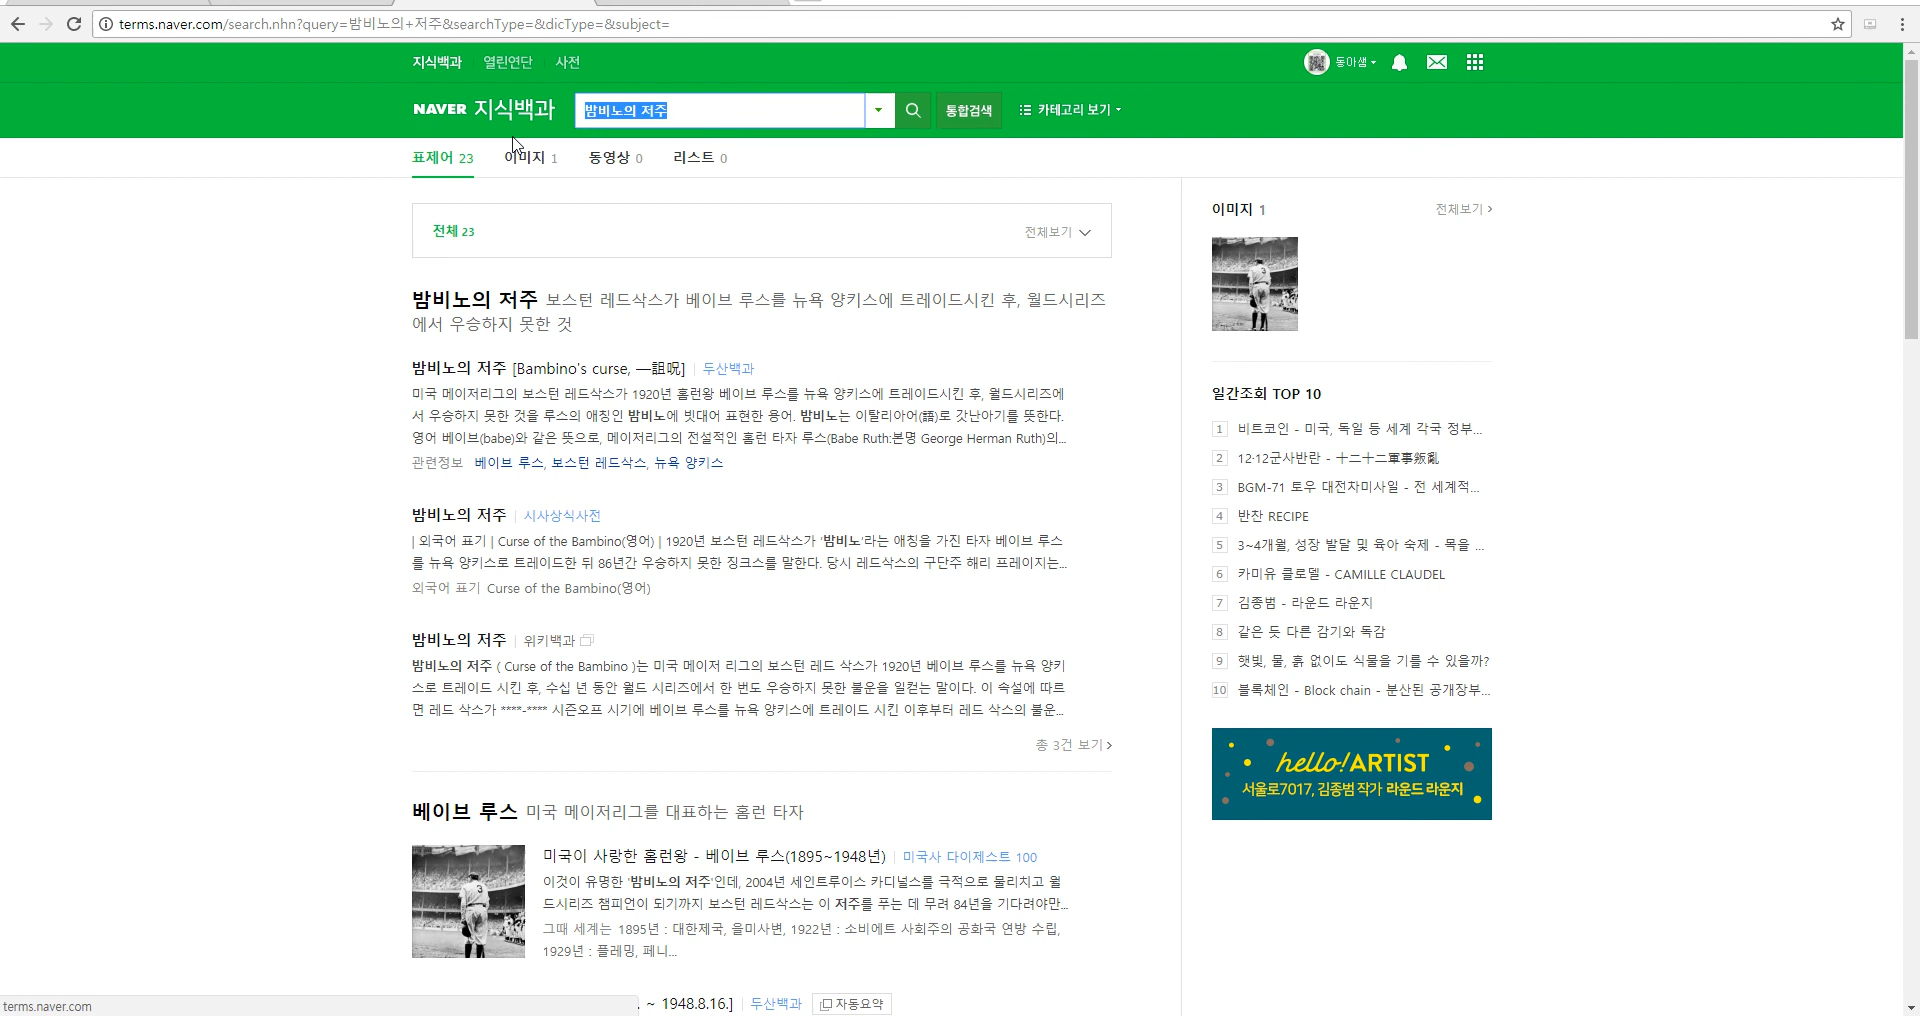 terms.naver.com/search.nhn?query=밤비노의+저주&searchType=&dicType=&subject=
지식백과 열린연단 사전
동아샘
NAVER 지식백과
밤비노의 저주
통합검색
카테고리 보기
표제어 23
이미지 1
동영상 0
리스트 0
전체 23
전체보기
밤비노의 저주 보스턴 레드삭스가 베이브 루스를 뉴욕 양키스에 트레이드시킨 후, 월드시리즈
에서 우승하지 못한 것
밤비노의 저주 [Bambino's curse, ―詛呪] 두산백과
미국 메이저리그의 보스턴 레드삭스가 1920년 홈런왕 베이브 루스를 뉴욕 양키스에 트레이드시킨 후, 월드시리즈에
서 우승하지 못한 것을 루스의 애칭인 밤비노에 빗대어 표현한 용어. 밤비노는 이탈리아어(語)로 갓난아기를 뜻한다.
영어 베이브(babe)와 같은 뜻으로, 메이저리그의 전설적인 홈런 타자 루스(Babe Ruth:본명 George Herman Ruth)의...
관련정보 베이브 루스, 보스턴 레드삭스, 뉴욕 양키스
밤비노의 저주 시사상식사전
| 외국어 표기 | Curse of the Bambino(영어) | 1920년 보스턴 레드삭스가 '밤비노'라는 애칭을 가진 타자 베이브 루스
를 뉴욕 양키스로 트레이드한 뒤 86년간 우승하지 못한 징크스를 말한다. 당시 레드삭스의 구단주 해리 프레이지는...
외국어 표기 Curse of the Bambino(영어)
밤비노의 저주 위키백과
밤비노의 저주 ( Curse of the Bambino )는 미국 메이저 리그의 보스턴 레드 삭스가 1920년 베이브 루스를 뉴욕 양키
스로 트레이드 시킨 후, 수십 년 동안 월드 시리즈에서 한 번도 우승하지 못한 불운을 일컫는 말이다. 이 속설에 따르
면 레드 삭스가 ****-**** 시즌오프 시기에 베이브 루스를 뉴욕 양키스에 트레이드 시킨 이후부터 레드 삭스의 불운...
총 3건 보기
베이브 루스 미국 메이저리그를 대표하는 홈런 타자
미국이 사랑한 홈런왕 - 베이브 루스(1895~1948년) 미국사 다이제스트 100
이것이 유명한 '밤비노의 저주'인데, 2004년 세인트루이스 카디널스를 극적으로 물리치고 월
드시리즈 챔피언이 되기까지 보스턴 레드삭스는 이 저주를 푸는 데 무려 84년을 기다려야만...
그때 세계는 1895년 : 대한제국, 을미사변, 1922년 : 소비에트 사회주의 공화국 연방 수립,
1929년 : 플레밍, 페니...
. ~ 1948.8.16.] 두산백과 자동요약
이미지 1
전체보기
일간조회 TOP 10
1 비트코인 - 미국, 독일 등 세계 각국 정부...
2 12·12군사반란 - 十二十二軍事叛亂
3 BGM-71 토우 대전차미사일 - 전 세계적...
4 반찬 RECIPE
5 3~4개월, 성장 발달 및 육아 숙제 - 목을 ...
6 카미유 클로델 - CAMILLE CLAUDEL
7 김종범 - 라운드 라운지
8 같은 듯 다른 감기와 독감
9 햇빛, 물, 흙 없이도 식물을 기를 수 있을까?
10 블록체인 - Block chain - 분산된 공개장부...
hello!ARTIST
서울로7017, 김종범 작가 라운드 라운지
terms.naver.com